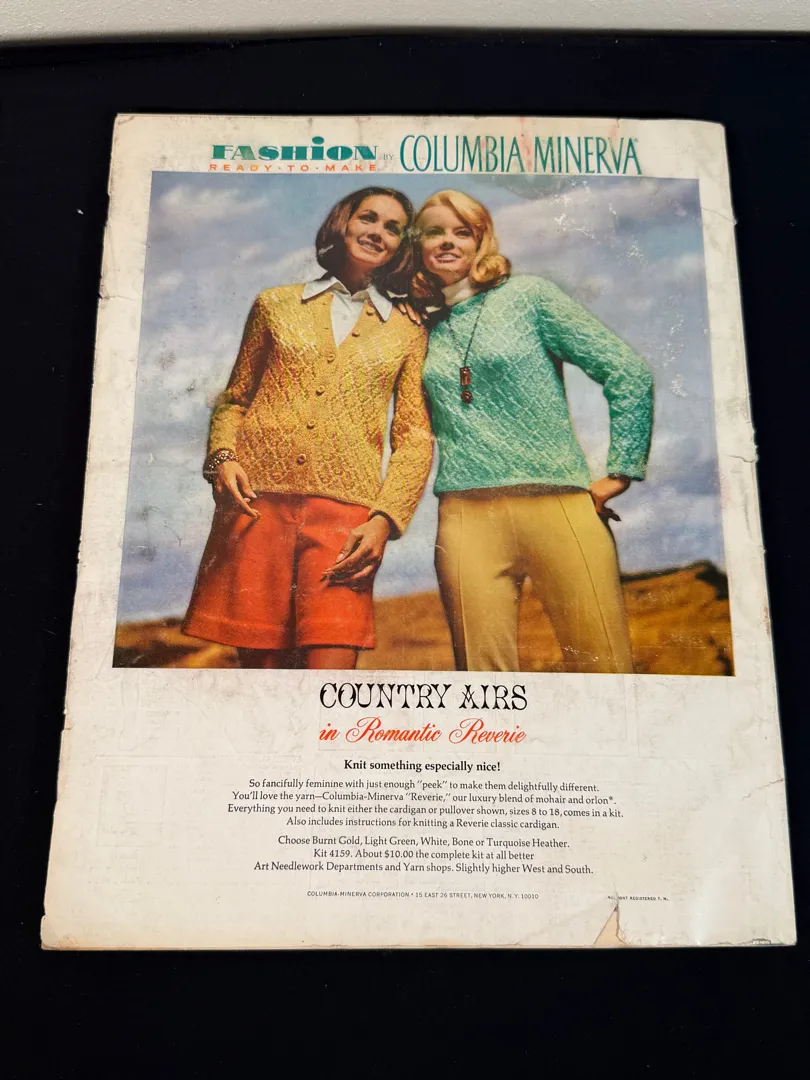 FASHION BY COLUMBIA MINERVA®
READY·TO·MAKE
COUNTRY AIRS
in Romantic Reverie
Knit something especially nice!
So fancifully feminine with just enough "peek" to make them delightfully different.
You'll love the yarn—Columbia-Minerva "Reverie," our luxury blend of mohair and orlon*.
Everything you need to knit either the cardigan or pullover shown, sizes 8 to 18, comes in a kit.
Also includes instructions for knitting a Reverie classic cardigan.
Choose Burnt Gold, Light Green, White, Bone or Turquoise Heather.
Kit 4159. About $10.00 the complete kit at all better
Art Needlework Departments and Yarn shops. Slightly higher West and South.
COLUMBIA-MINERVA CORPORATION • 15 EAST 26 STREET, NEW YORK, N.Y. 10010
REGISTERED T. M.